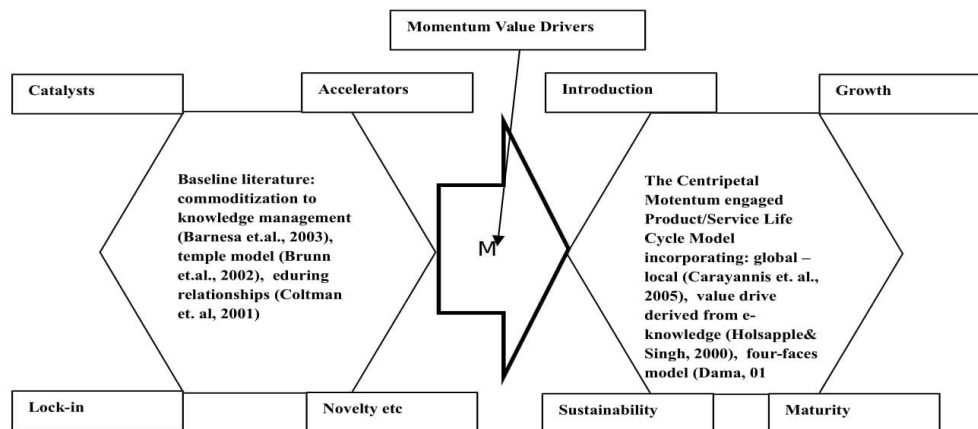 Momentum Value Drivers
Catalysts
Accelerators
Introduction
Growth
Baseline literature:
commoditization to
knowledge management
(Barnesa et.al., 2003),
temple model (Brunn
et.al., 2002), eduring
relationships (Coltman
et. al, 2001)
M
The Centripetal
Motentum engaged
Product/Service Life
Cycle Model
incorporating: global –
local (Carayannis et. al.,
2005), value drive
derived from e-
knowledge (Holsapple&
Singh, 2000), four-faces
model (Dama, 01
Lock-in
Novelty etc
Sustainability
Maturity